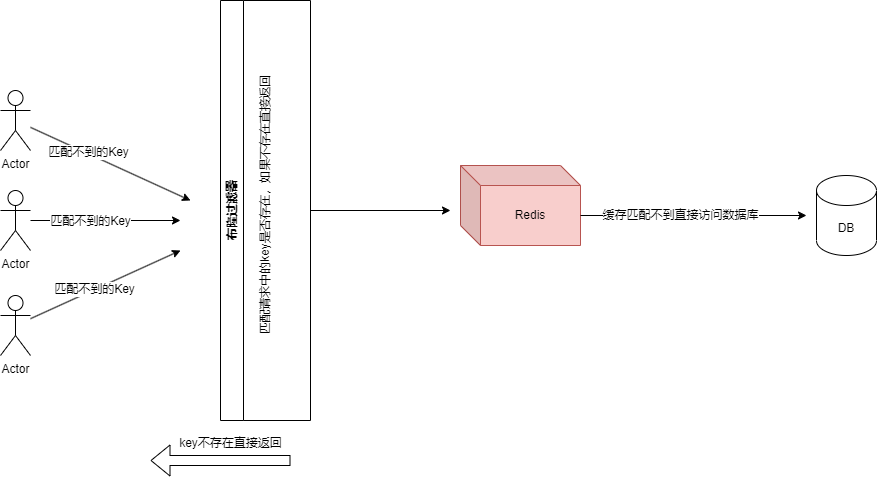 匹配不到的Key
Actor
匹配不到的Key
Actor
匹配不到的Key
Actor
布隆过滤器
匹配请求中的key是否存在，如果不存在直接返回
Redis
缓存匹配不到直接访问数据库
DB
key不存在直接返回